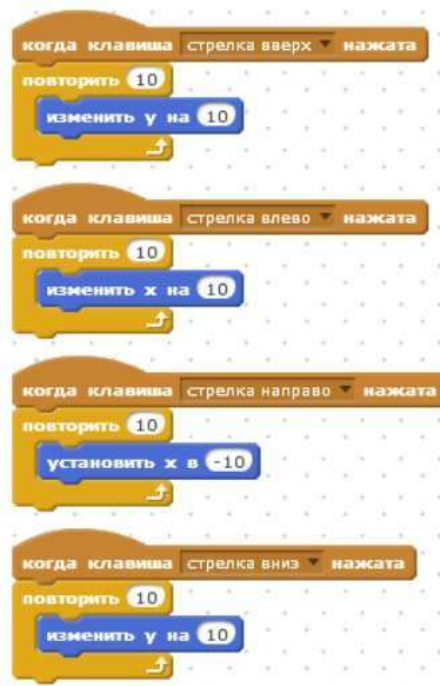 когда клавиша стрелка вверх нажата
повторить 10
изменить y на 10
когда клавиша стрелка влево нажата
повторить 10
изменить x на 10
когда клавиша стрелка направо нажата
повторить 10
установить x в -10
когда клавиша стрелка вниз нажата
повторить 10
изменить y на 10